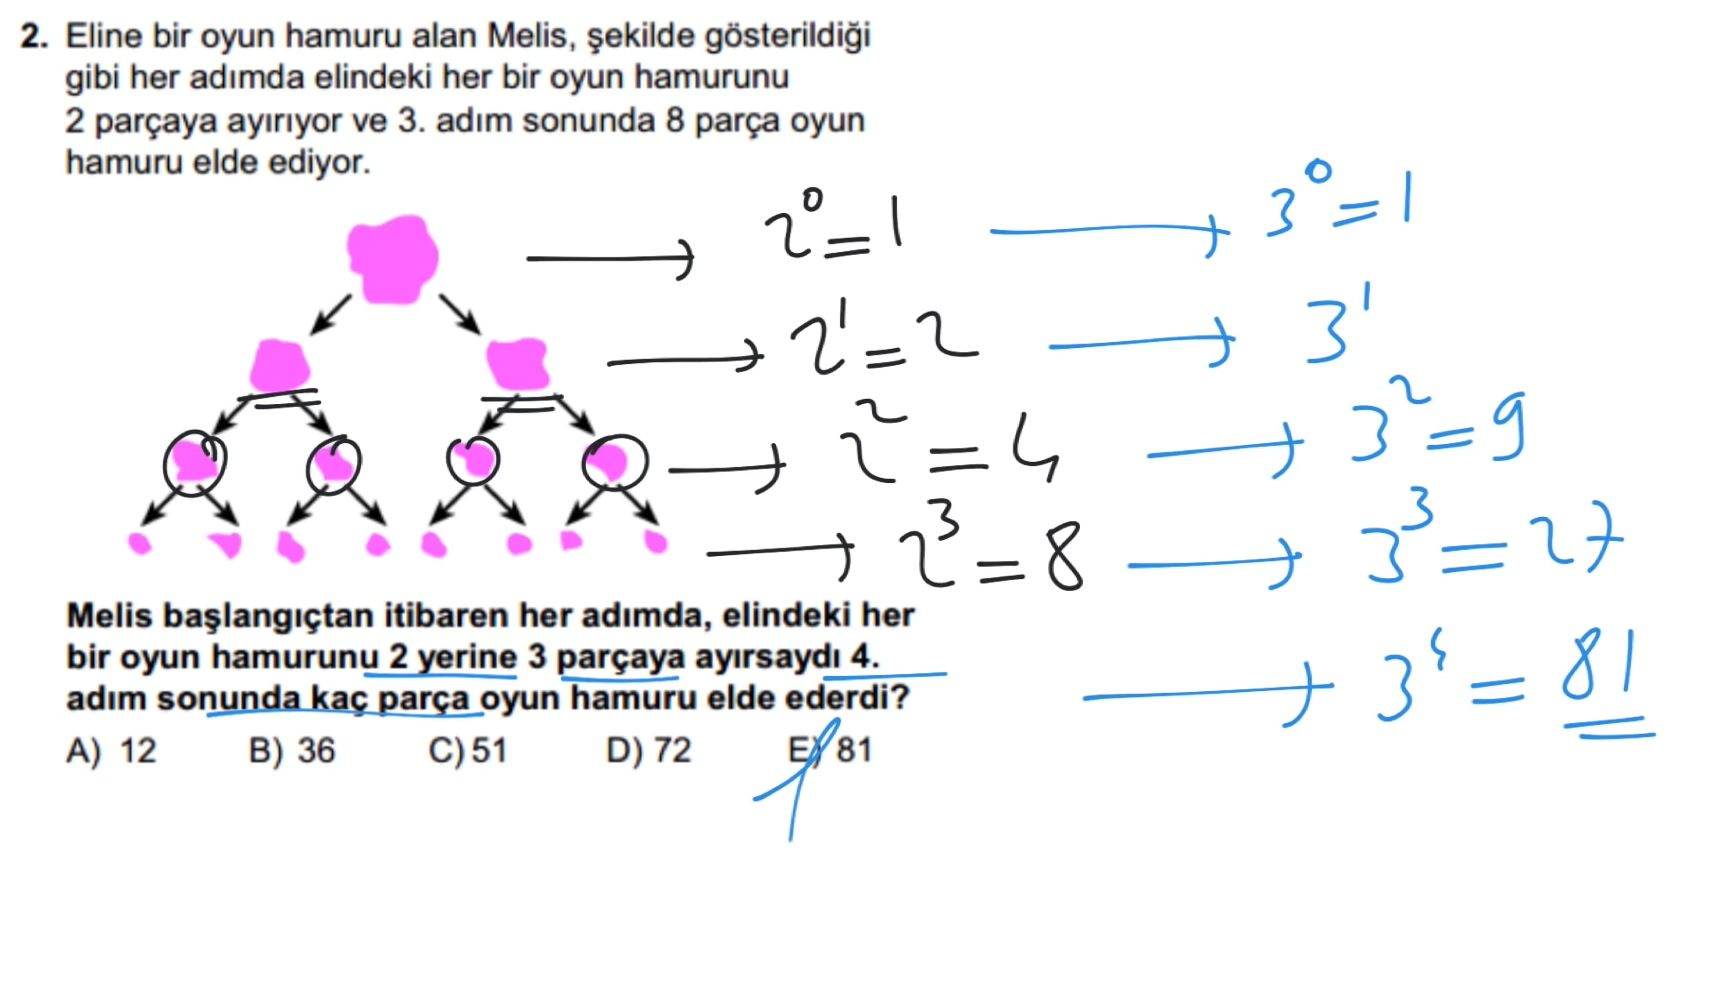 2. Eline bir oyun hamuru alan Melis, şekilde gösterildiği
gibi her adımda elindeki her bir oyun hamurunu
2 parçaya ayırıyor ve 3. adım sonunda 8 parça oyun
hamuru elde ediyor.
2⁰ = 1 3⁰ = 1
2¹ = 2 3¹
2² = 4 3² = 9
2³ = 8 3³ = 27
3⁴ = 81
Melis başlangıçtan itibaren her adımda, elindeki her
bir oyun hamurunu 2 yerine 3 parçaya ayırsaydı 4.
adım sonunda kaç parça oyun hamuru elde ederdi?
A) 12 B) 36 C) 51 D) 72 E) 81